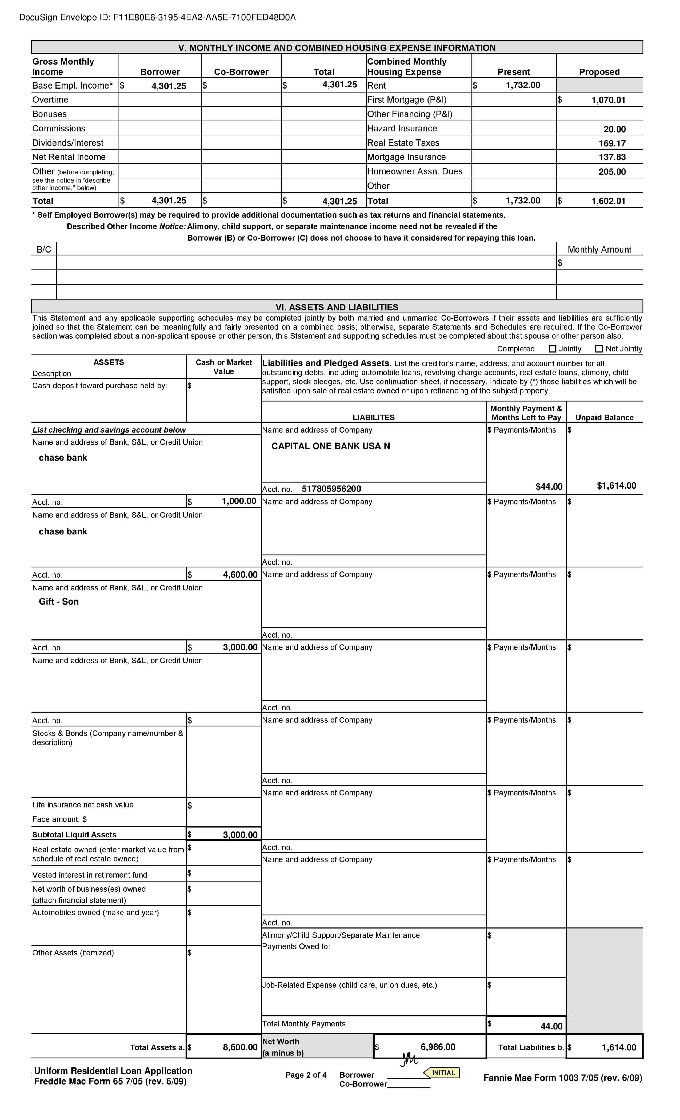 DocuSign Envelope ID: F11E80E6-3195-4EA2-AA5E-7100FED48D0A
V. MONTHLY INCOME AND COMBINED HOUSING EXPENSE INFORMATION
Gross Monthly Income Borrower Co-Borrower Total Combined Monthly Housing Expense Present Proposed
Base Empl. Income* $ 4,301.25 $ $ 4,301.25 Rent $ 1,732.00
Overtime First Mortgage (P&I) $ 1,070.01
Bonuses Other Financing (P&I)
Commissions Hazard Insurance 20.00
Dividends/Interest Real Estate Taxes 169.17
Net Rental Income Mortgage Insurance 137.83
Other (before completing, see the notice in "describe other income," below) Homeowner Assn. Dues 205.00
Other
Total $ 4,301.25 $ $ 4,301.25 Total $ 1,732.00 $ 1,602.01
* Self Employed Borrower(s) may be required to provide additional documentation such as tax returns and financial statements.
Described Other Income Notice: Alimony, child support, or separate maintenance income need not be revealed if the
Borrower (B) or Co-Borrower (C) does not choose to have it considered for repaying this loan.
B/C Monthly Amount
$
VI. ASSETS AND LIABILITIES
This Statement and any applicable supporting schedules may be completed jointly by both married and unmarried Co-Borrowers if their assets and liabilities are sufficiently
joined so that the Statement can be meaningfully and fairly presented on a combined basis; otherwise, separate Statements and Schedules are required. If the Co-Borrower
section was completed about a non-applicant spouse or other person, this Statement and supporting schedules must be completed about that spouse or other person also.
Completed Jointly Not Jointly
ASSETS Cash or Market Value
Description
Cash deposit toward purchase held by: $
Liabilities and Pledged Assets. List the creditor's name, address, and account number for all
outstanding debts, including automobile loans, revolving charge accounts, real estate loans, alimony, child
support, stock pledges, etc. Use continuation sheet, if necessary. Indicate by (*) those liabilities which will be
satisfied upon sale of real estate owned or upon refinancing of the subject property.
LIABILITES Monthly Payment & Months Left to Pay Unpaid Balance
List checking and savings account below Name and address of Company $ Payments/Months $
Name and address of Bank, S&L, or Credit Union
CAPITAL ONE BANK USA N
chase bank
Acct. no. 517805956200 $44.00 $1,614.00
Acct. no. $ 1,000.00 Name and address of Company $ Payments/Months $
Name and address of Bank, S&L, or Credit Union
chase bank
Acct. no.
Acct. no. $ 4,600.00 Name and address of Company $ Payments/Months $
Name and address of Bank, S&L, or Credit Union
Gift - Son
Acct. no.
Acct. no. $ 3,000.00 Name and address of Company $ Payments/Months $
Name and address of Bank, S&L, or Credit Union
Acct. no.
Acct. no. $ Name and address of Company $ Payments/Months $
Stocks & Bonds (Company name/number &
description)
Acct. no.
Name and address of Company $ Payments/Months $
Life insurance net cash value $
Face amount: $
Subtotal Liquid Assets $ 3,000.00
Acct. no.
Real estate owned (enter market value from $
schedule of real estate owned)
Name and address of Company $ Payments/Months $
Vested interest in retirement fund $
Net worth of business(es) owned $
(attach financial statement)
Automobiles owned (make and year) $
Acct. no.
Alimony/Child Support/Separate Maintenance $
Payments Owed to:
Other Assets (itemized) $
Job-Related Expense (child care, union dues, etc.) $
Total Monthly Payments $ 44.00
Total Assets a. $ 8,600.00 Net Worth (a minus b) $ 6,986.00 Total Liabilities b. $ 1,614.00
Uniform Residential Loan Application
Freddie Mac Form 65 7/05 (rev. 6/09)
Page 2 of 4
Borrower
INITIAL
Co-Borrower
Fannie Mae Form 1003 7/05 (rev. 6/09)